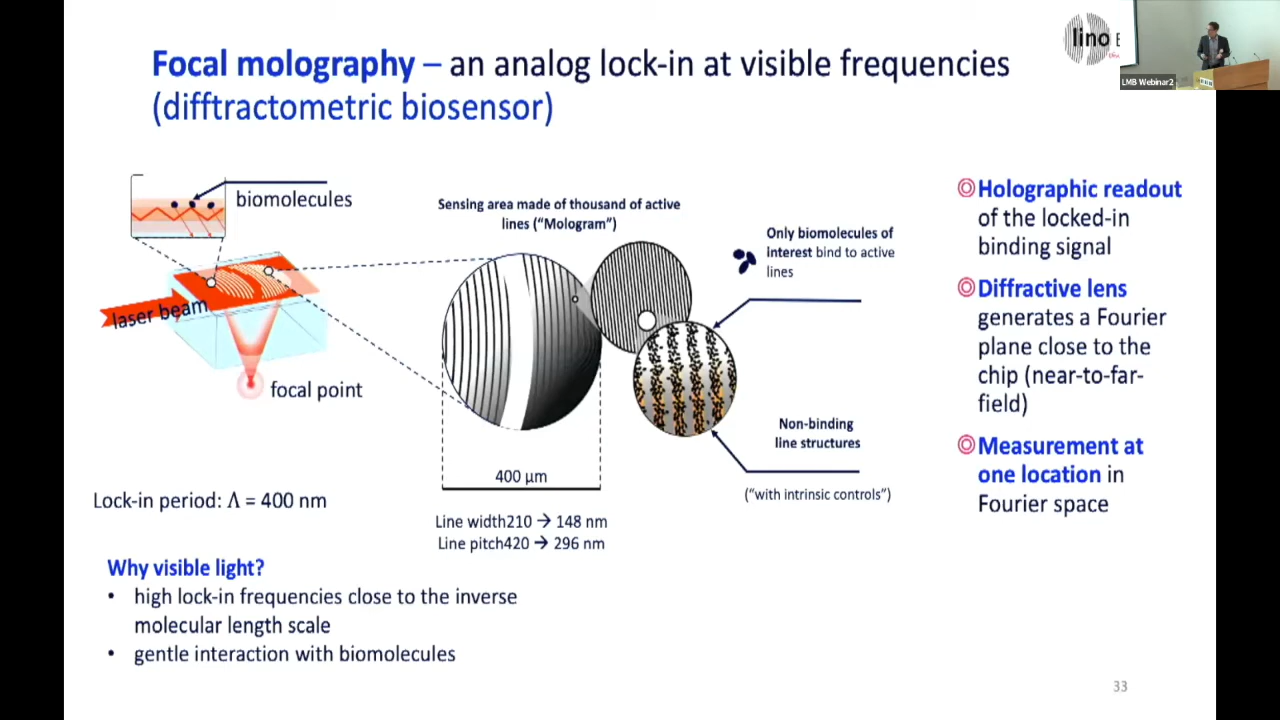 Focal molography – an analog lock-in at visible frequencies
(difftractometric biosensor)
lino
LMB Webinar2
biomolecules
laser beam
focal point
Sensing area made of thousand of active
lines (“Mologram”)
Only biomolecules of
interest bind to active
lines
Non-binding
line structures
(“with intrinsic controls”)
400 µm
Line width210 → 148 nm
Line pitch420 → 296 nm
Lock-in period: Λ = 400 nm
Why visible light?
• high lock-in frequencies close to the inverse
molecular length scale
• gentle interaction with biomolecules
Holographic readout
of the locked-in
binding signal
Diffractive lens
generates a Fourier
plane close to the
chip (near-to-far-
field)
Measurement at
one location in
Fourier space
33